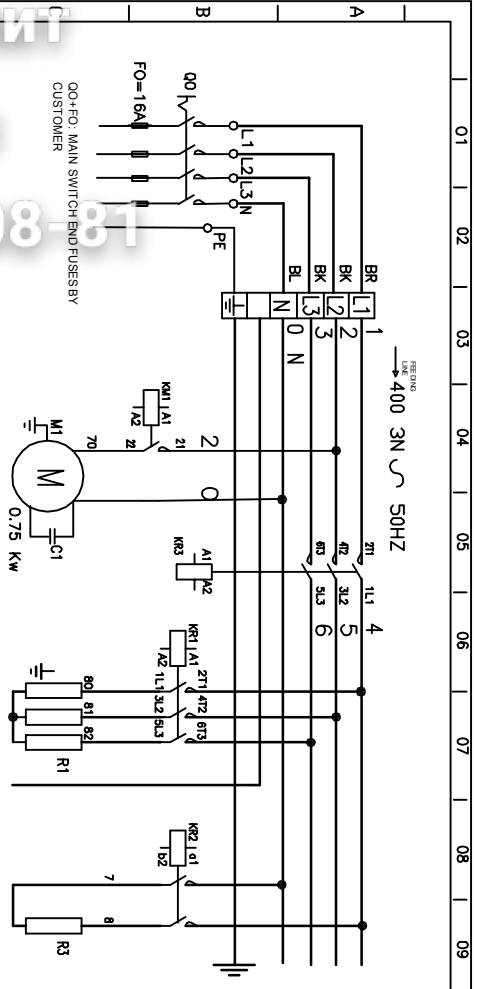 A
B
01
02
03
04
05
06
07
08
09
ит
08-81
FO=16A
QO
QO+FO: MAIN SWITCH END FUSES BY
CUSTOMER
L1
L2
L3
N
PE
BR
BK
BK
BL
L1
L2
L3
N
1
2
3
0 N
FEEDING
LINE
400 3N 50HZ
KM1
A1
A2
21
22
2
0
70
M1
M
C1
0.75 Kw
KR3
A1
A2
2T1
4T2
6T3
1L1
3L2
5L3
4
5
6
KR1
A1
A2
2T1
4T2
6T3
1L1
3L2
5L3
80
81
82
R1
KR2
a1
b2
7
8
R3